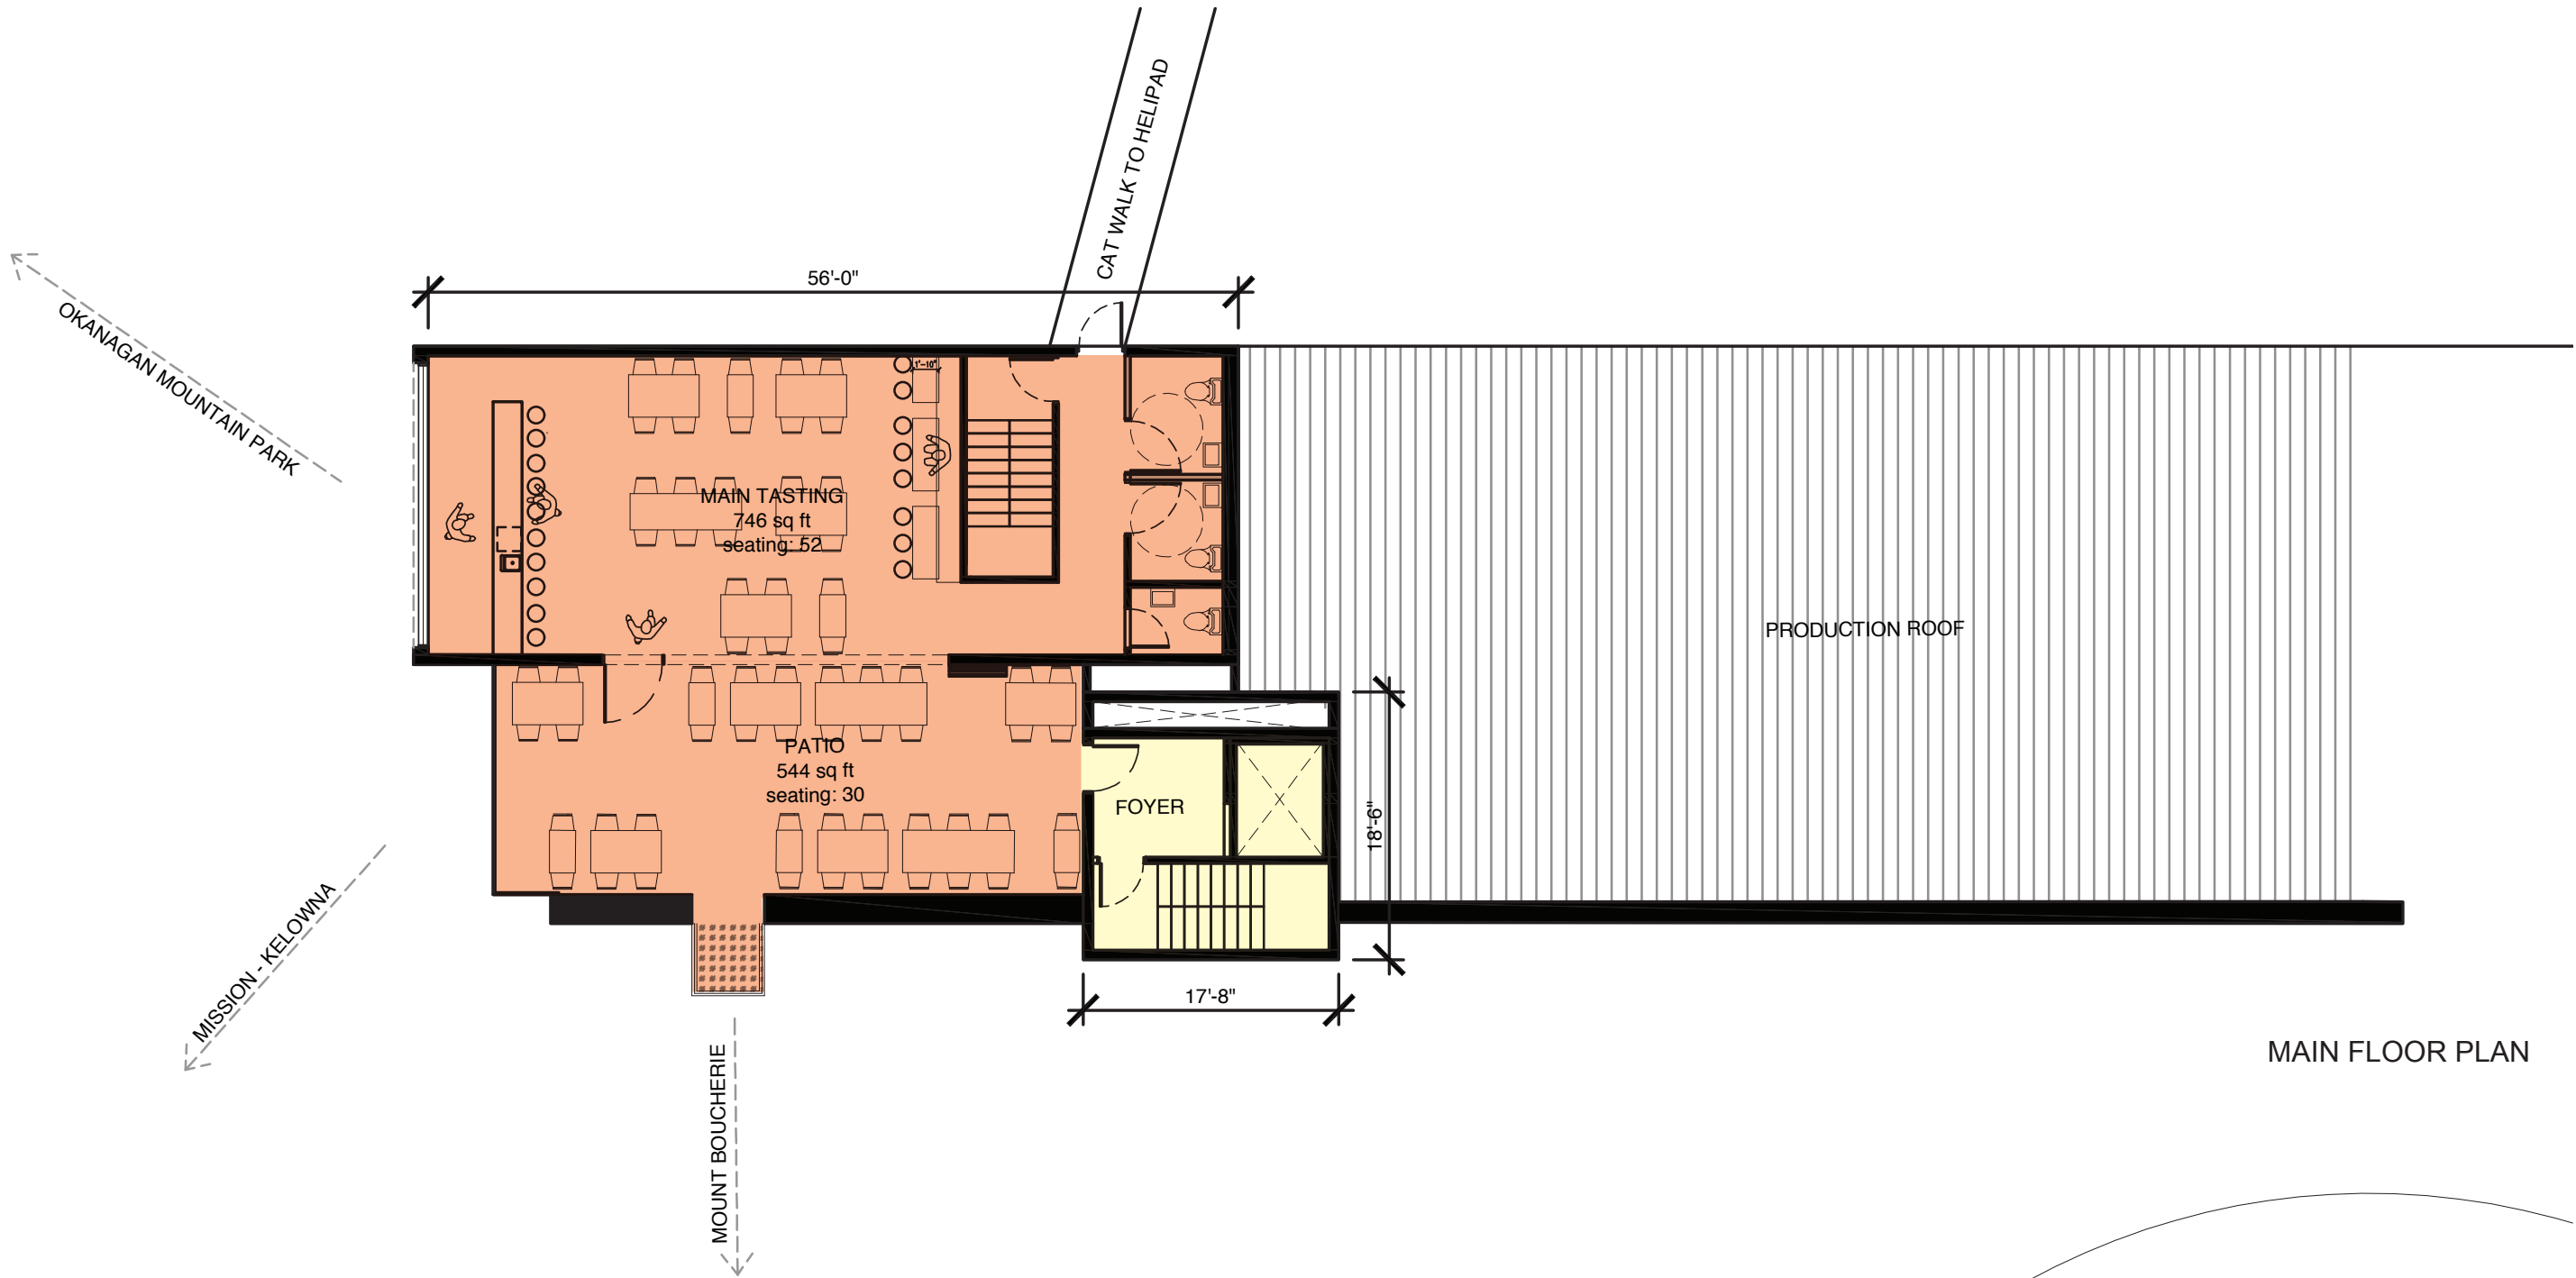 CAT WALK TO HELIPAD
56'-0"
OKANAGAN MOUNTAIN PARK
1'-10"
MAIN TASTING
746 sq ft
seating: 52
PRODUCTION ROOF
PATIO
544 sq ft
seating: 30
FOYER
18'-6"
MISSION - KELOWNA
17'-8"
MOUNT BOUCHERIE
MAIN FLOOR PLAN